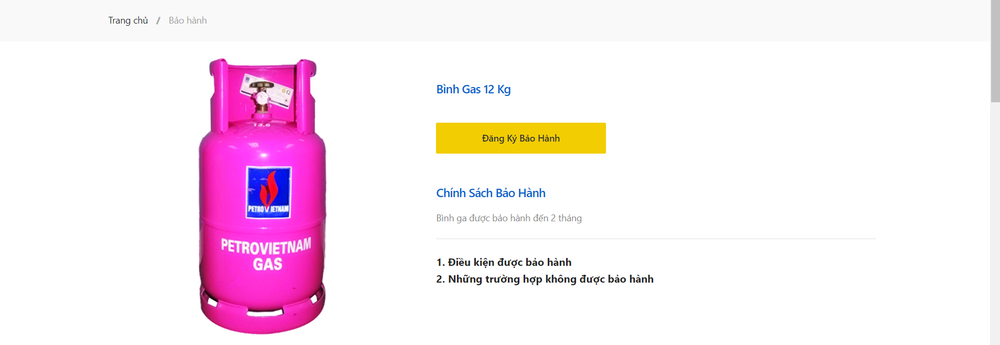 Trang chủ / Bảo hành
13.8
PETROVIETNAM
PETROVIETNAM
GAS
Bình Gas 12 Kg
Đăng Ký Bảo Hành
Chính Sách Bảo Hành
Bình ga được bảo hành đến 2 tháng
1. Điều kiện được bảo hành
2. Những trường hợp không được bảo hành